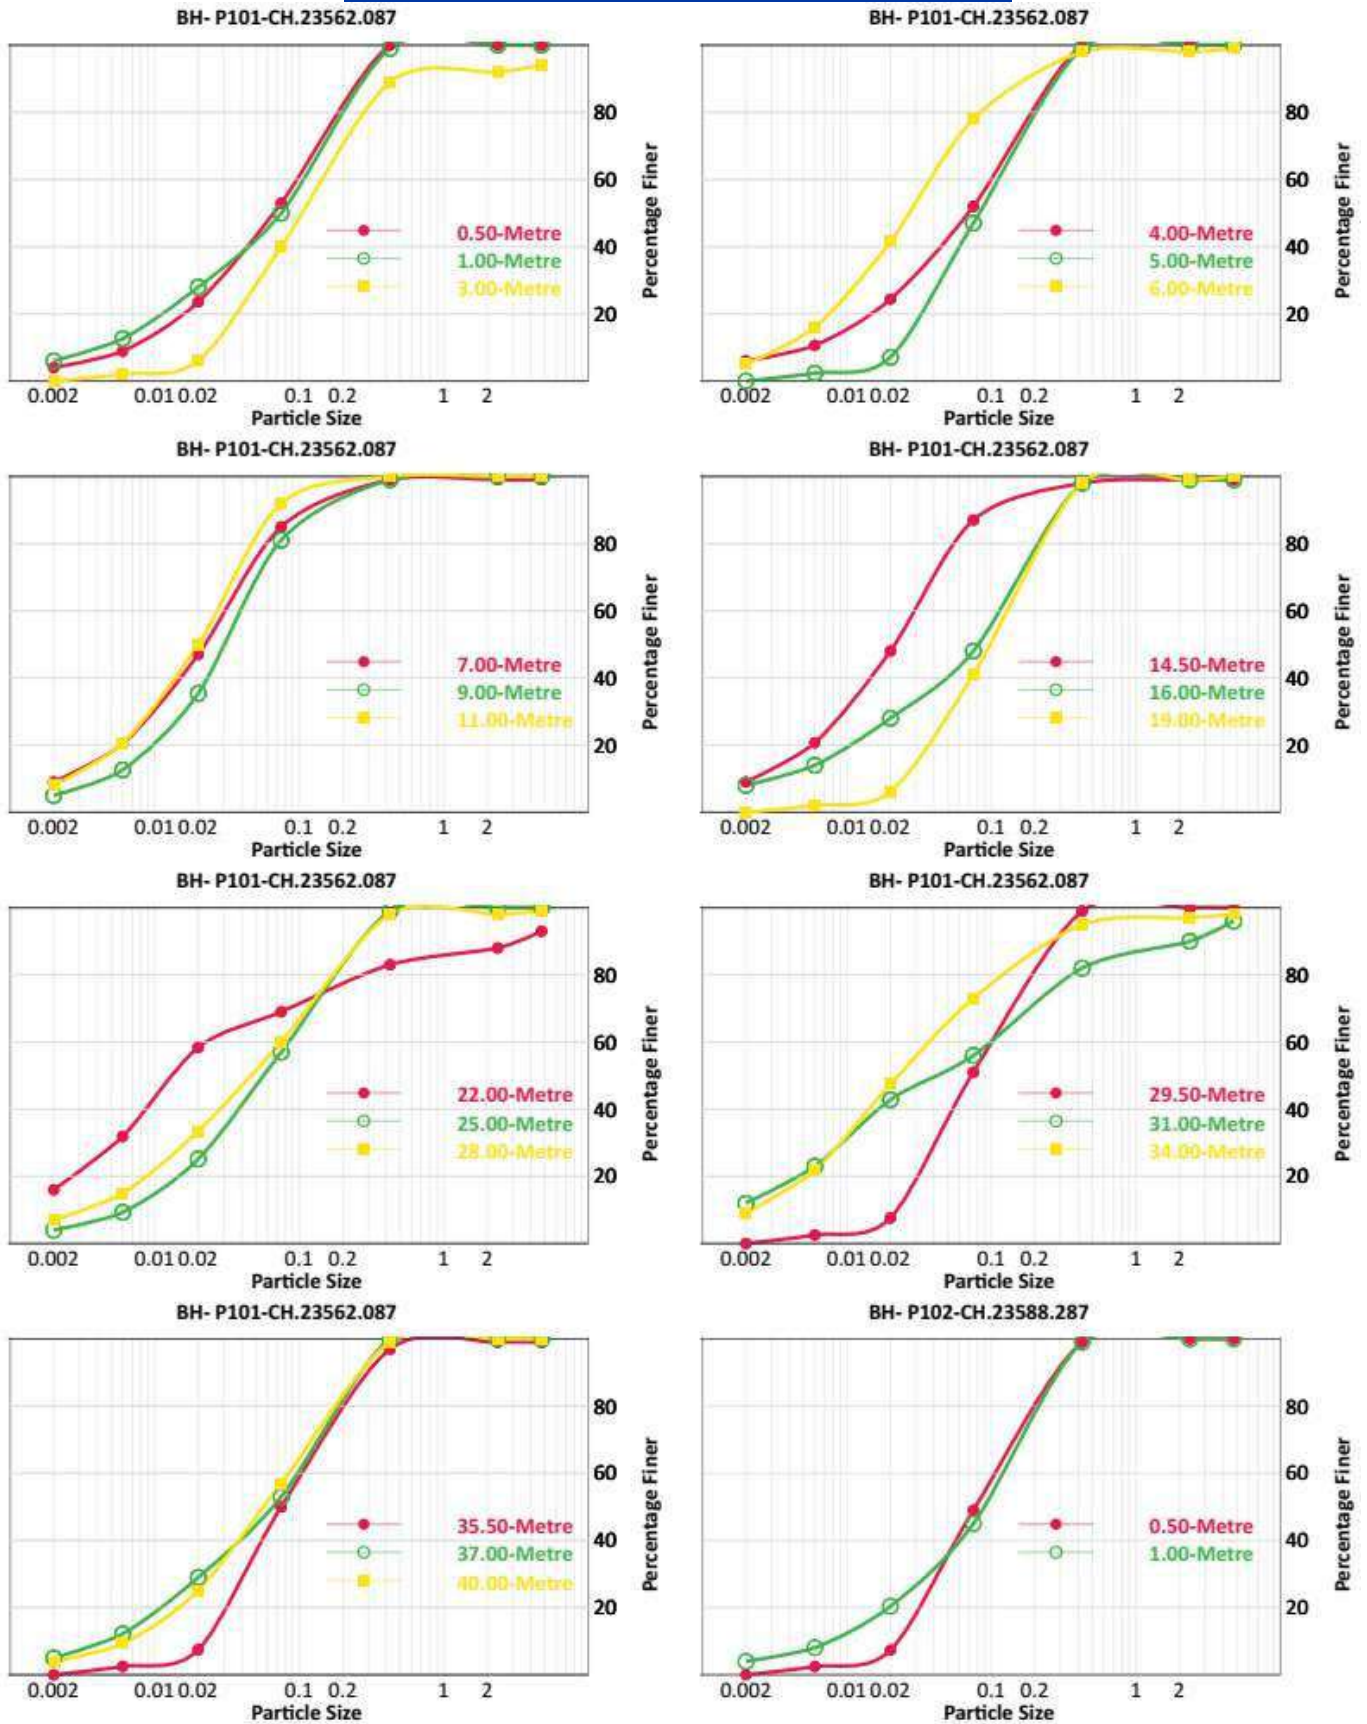 BH- P101-CH.23562.087
80
60
40
20
Percentage Finer
0.50-Metre
1.00-Metre
3.00-Metre
0.002 0.01 0.02 0.1 0.2 1 2
Particle Size
BH- P101-CH.23562.087
80
60
40
20
Percentage Finer
4.00-Metre
5.00-Metre
6.00-Metre
0.002 0.01 0.02 0.1 0.2 1 2
Particle Size
BH- P101-CH.23562.087
80
60
40
20
Percentage Finer
7.00-Metre
9.00-Metre
11.00-Metre
0.002 0.01 0.02 0.1 0.2 1 2
Particle Size
BH- P101-CH.23562.087
80
60
40
20
Percentage Finer
14.50-Metre
16.00-Metre
19.00-Metre
0.002 0.01 0.02 0.1 0.2 1 2
Particle Size
BH- P101-CH.23562.087
80
60
40
20
Percentage Finer
22.00-Metre
25.00-Metre
28.00-Metre
0.002 0.01 0.02 0.1 0.2 1 2
Particle Size
BH- P101-CH.23562.087
80
60
40
20
Percentage Finer
29.50-Metre
31.00-Metre
34.00-Metre
0.002 0.01 0.02 0.1 0.2 1 2
Particle Size
BH- P101-CH.23562.087
80
60
40
20
Percentage Finer
35.50-Metre
37.00-Metre
40.00-Metre
0.002 0.01 0.02 0.1 0.2 1 2
Particle Size
BH- P102-CH.23588.287
80
60
40
20
Percentage Finer
0.50-Metre
1.00-Metre
0.002 0.01 0.02 0.1 0.2 1 2
Particle Size